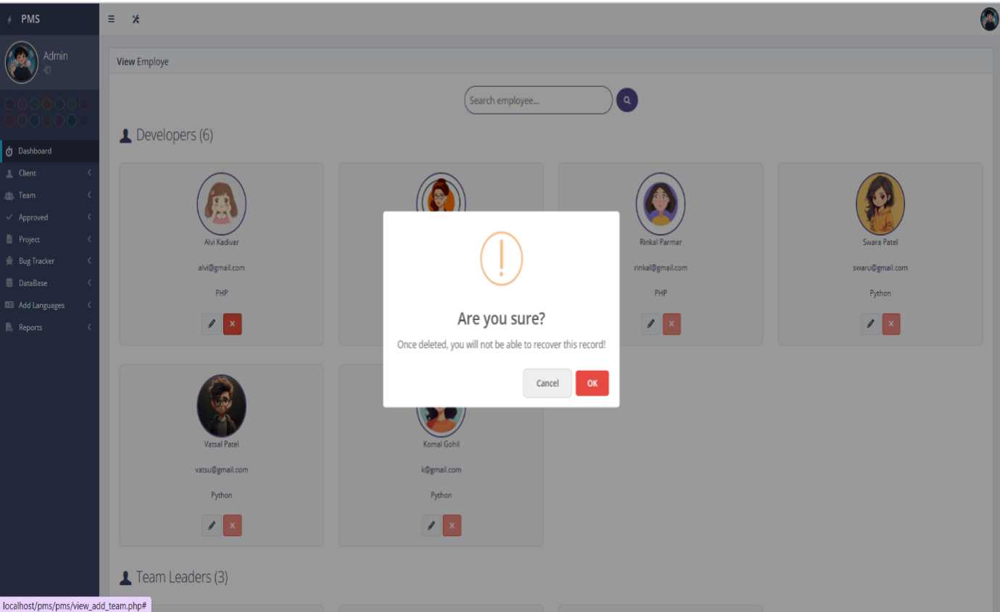 PMS
Admin
Dashboard
Client
Team
Approved
Project
Bug Tracker
DataBase
Add Languages
Reports
View Employe
Search employee...
Developers (6)
Alvi Kadivar
alvi@gmail.com
PHP
x
Rinkal Parmar
rinkal@gmail.com
PHP
x
Swara Patel
swaru@gmail.com
Python
x
Are you sure?
Once deleted, you will not be able to recover this record!
Cancel OK
Vatsal Patel
vatsu@gmail.com
Python
x
Komal Gohil
k@gmail.com
Python
x
Team Leaders (3)
localhost/pms/pms/view_add_team.php#